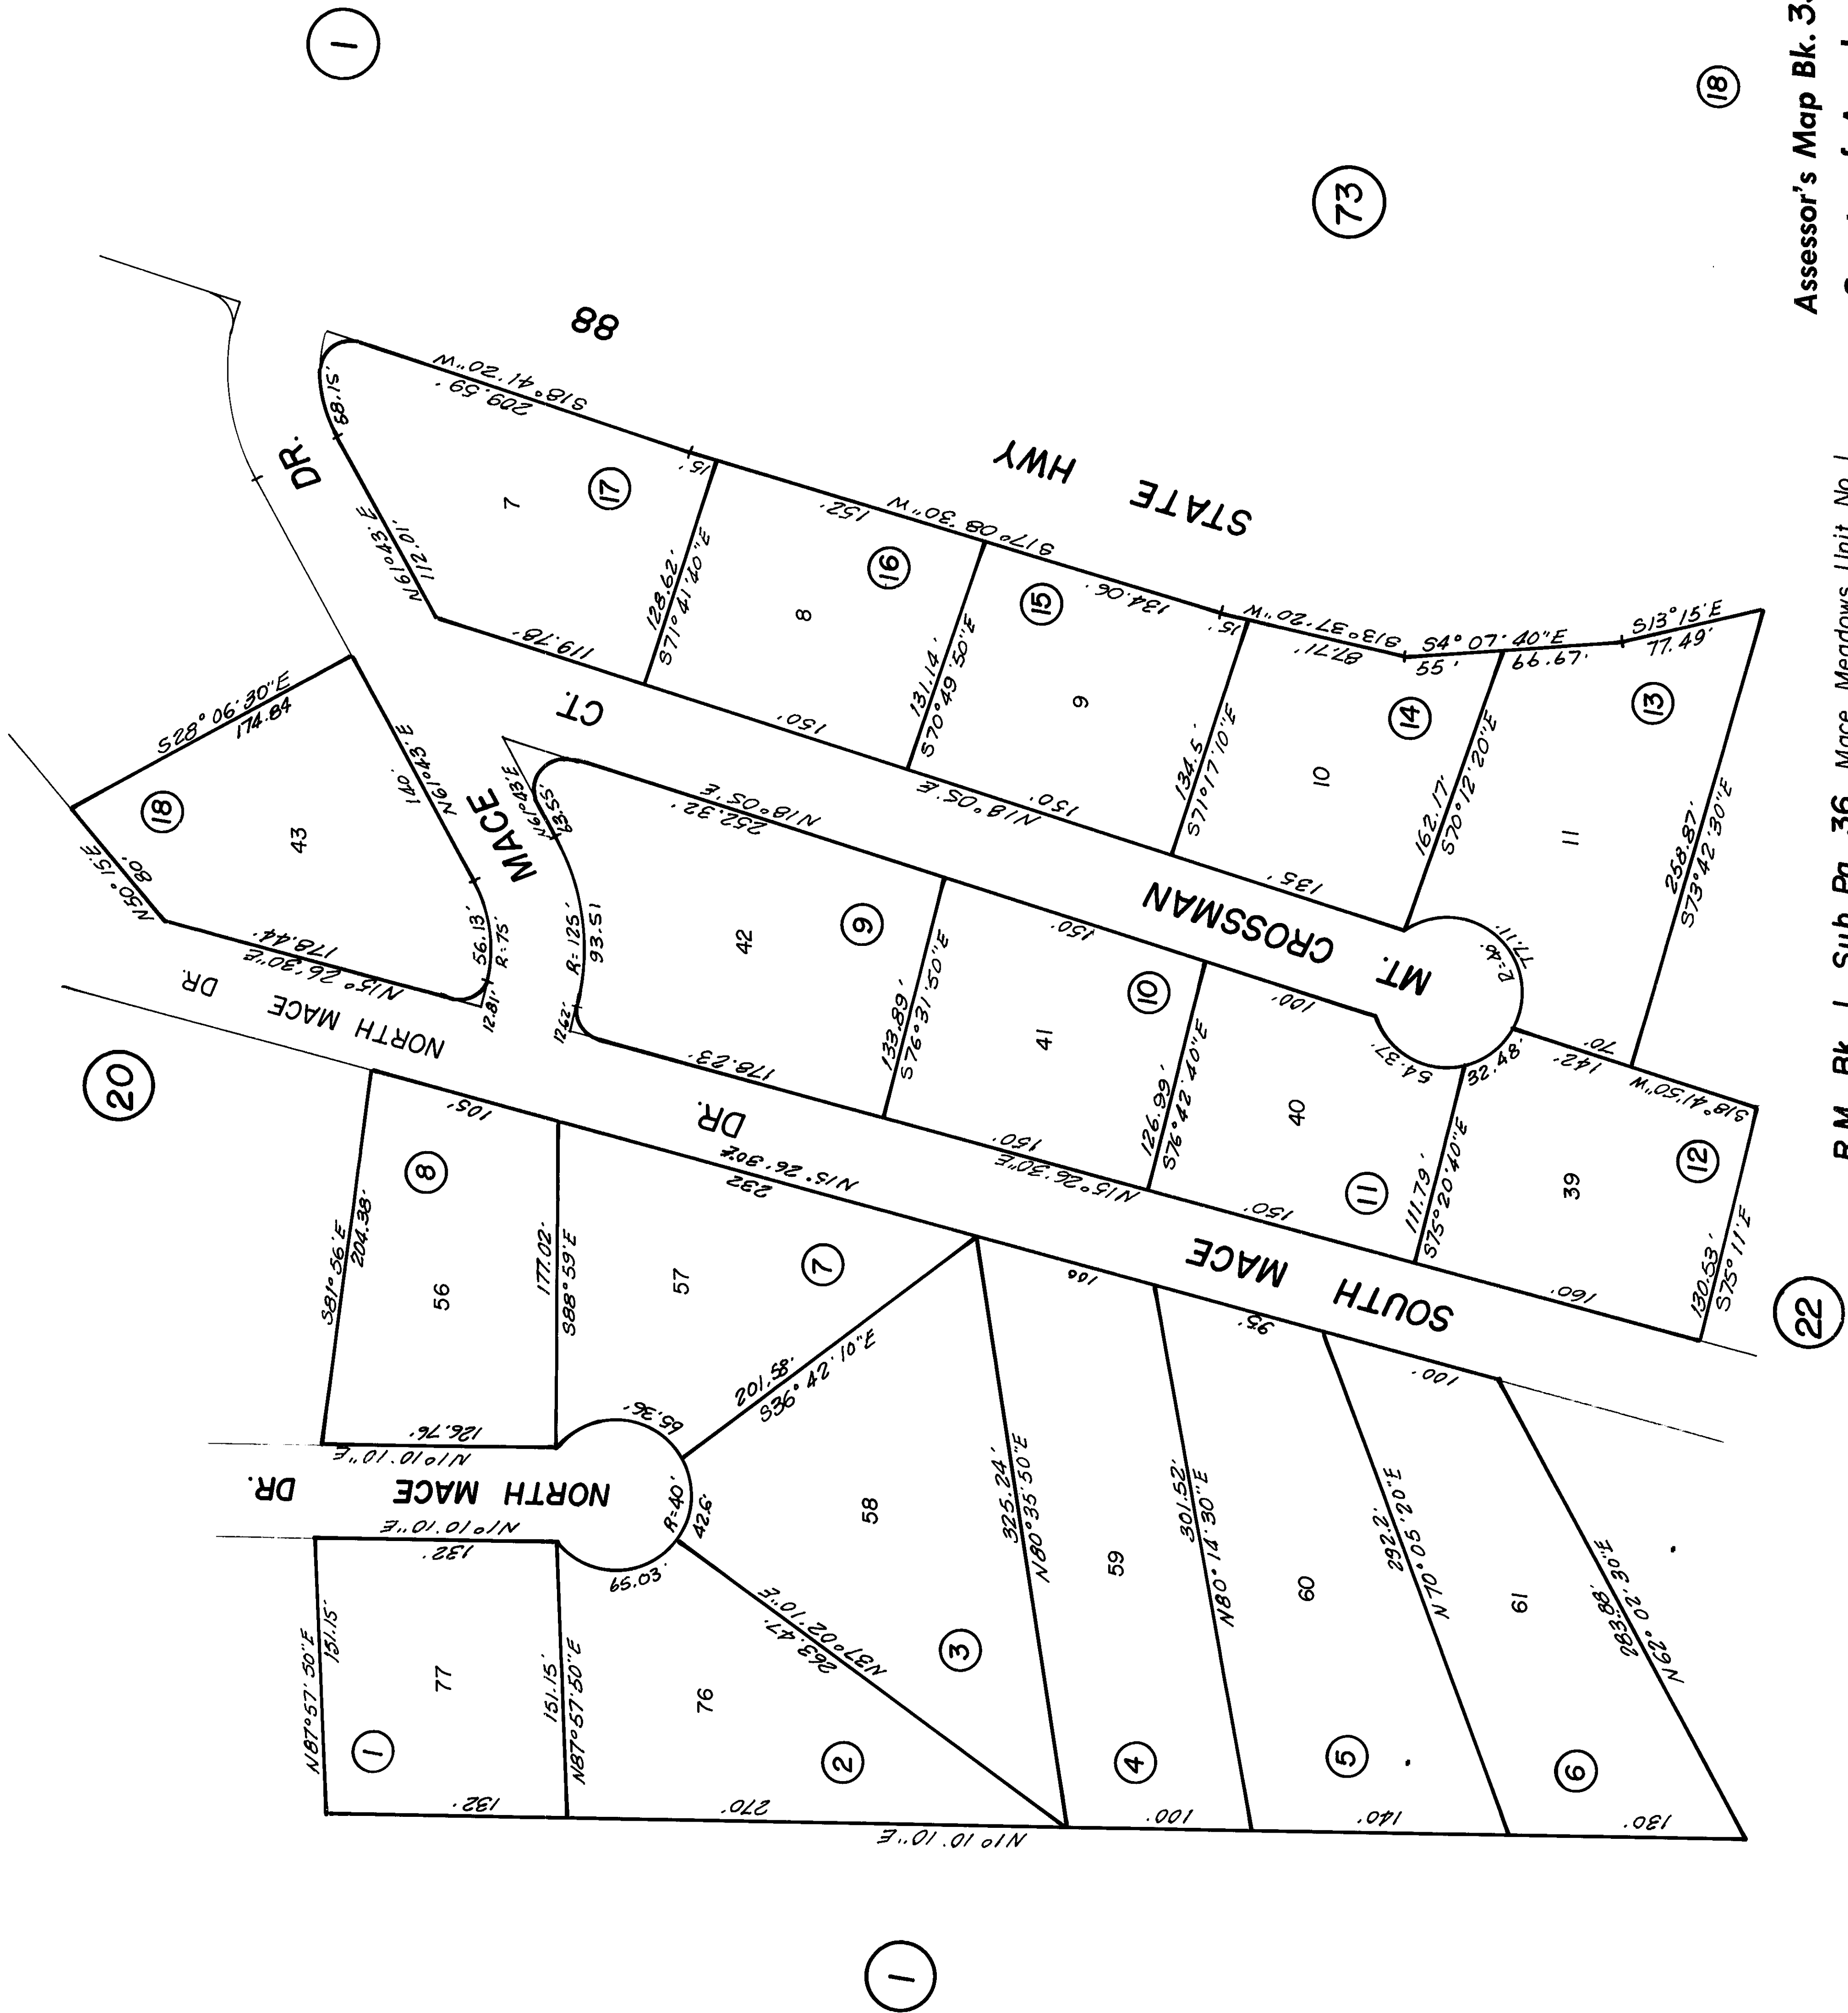 1
88
DR.
68.15'
S18°41'20"W
209.59'
N61°43'E
112.01'
7
17
15'
119.78'
128.62'
S71°41'40"E
S28°06'30"E
174.84
18
43
N50°15'E
80'
178.44'
N15°26'30"E
140'
N61°43'E
56.13'
R=75'
12.81'
CT.
MACE
N61°43'E
63.55'
R=125'
93.51
12.62'
NORTH MACE DR
20
152'
S17°08'30"W
16
8
150'
131.14'
S70°49'50"E
STATE HWY
15
134.06'
15'
9
N18°05'E
150'
134.5'
S71°17'10"E
S13°37'20"W
87.71'
S4°07'40"E
55'
66.67'
S13°15'E
77.49'
14
10
135'
162.17'
S70°12'20"E
13
11
258.87'
S73°42'30"E
73
18
N18°05'E
252.32'
42
9
178.23'
133.89'
S76°31'50"E
MT. CROSSMAN
150'
10
41
150'
N15°26'30"E
126.99'
S76°42'40"E
100'
R=40'
77.11'
54.37'
32.48'
40
11
150'
111.79'
S75°20'40"E
70'
142'
S18°41'50"W
39
12
160'
130.53'
S75°11'E
22
105'
S81°56'E
204.38'
8
56
126.76'
N1°10'10"E
177.02'
S88°59'E
DR.
232
N15°26'30"E
57
7
65.36'
201.58'
S36°42'10"E
SOUTH MACE
NORTH MACE DR.
N1°10'10"E
R=40'
42.6'
65.03'
58
3
N37°02'10"E
263.47'
N87°57'50"E
151.15'
132'
77
1
132'
151.15'
N87°57'50"E
76
2
270'
N1°10'10"E
100'
325.24'
N80°35'50"E
59
4
100'
95'
301.52'
N80°14'30"E
60
5
140'
100'
292.2'
N70°05'20"E
61
6
130'
283.88'
N62°02'30"E
1
R.M. Bk. 1, Sub. Pg. 36, Mace Meadows Unit No. 1
Assessor's Map Bk.